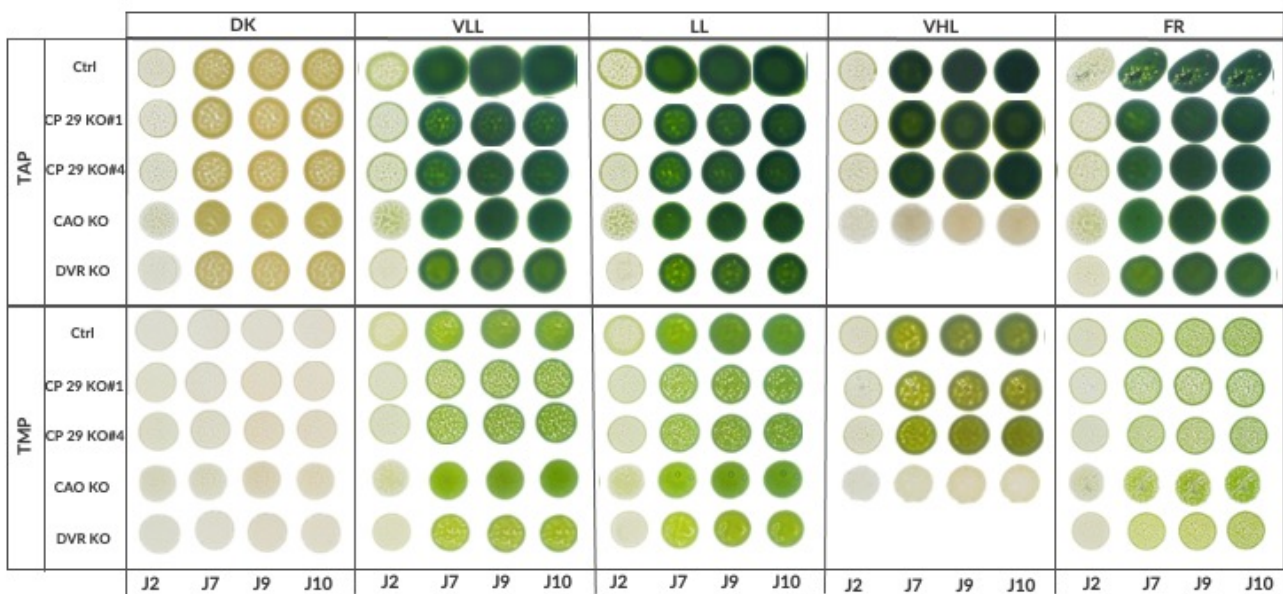 DK VLL LL VHL FR
TAP
Ctrl
CP 29 KO#1
CP 29 KO#4
CAO KO
DVR KO
TMP
Ctrl
CP 29 KO#1
CP 29 KO#4
CAO KO
DVR KO
J2 J7 J9 J10 J2 J7 J9 J10 J2 J7 J9 J10 J2 J7 J9 J10 J2 J7 J9 J10